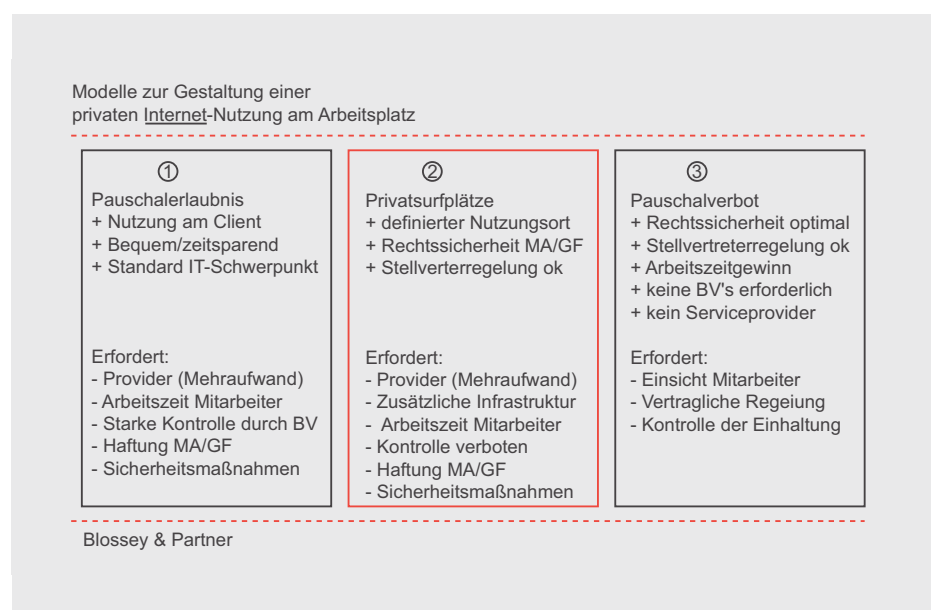 Modelle zur Gestaltung einer
privaten Internet-Nutzung am Arbeitsplatz
①
Pauschalerlaubnis
+ Nutzung am Client
+ Bequem/zeitsparend
+ Standard IT-Schwerpunkt
Erfordert:
- Provider (Mehraufwand)
- Arbeitszeit Mitarbeiter
- Starke Kontrolle durch BV
- Haftung MA/GF
- Sicherheitsmaßnahmen
②
Privatsurfplätze
+ definierter Nutzungsort
+ Rechtssicherheit MA/GF
+ Stellverterregelung ok
Erfordert:
- Provider (Mehraufwand)
- Zusätzliche Infrastruktur
- Arbeitszeit Mitarbeiter
- Kontrolle verboten
- Haftung MA/GF
- Sicherheitsmaßnahmen
③
Pauschalverbot
+ Rechtssicherheit optimal
+ Stellvertreterregelung ok
+ Arbeitszeitgewinn
+ keine BV's erforderlich
+ kein Serviceprovider
Erfordert:
- Einsicht Mitarbeiter
- Vertragliche Regeiung
- Kontrolle der Einhaltung
Blossey & Partner